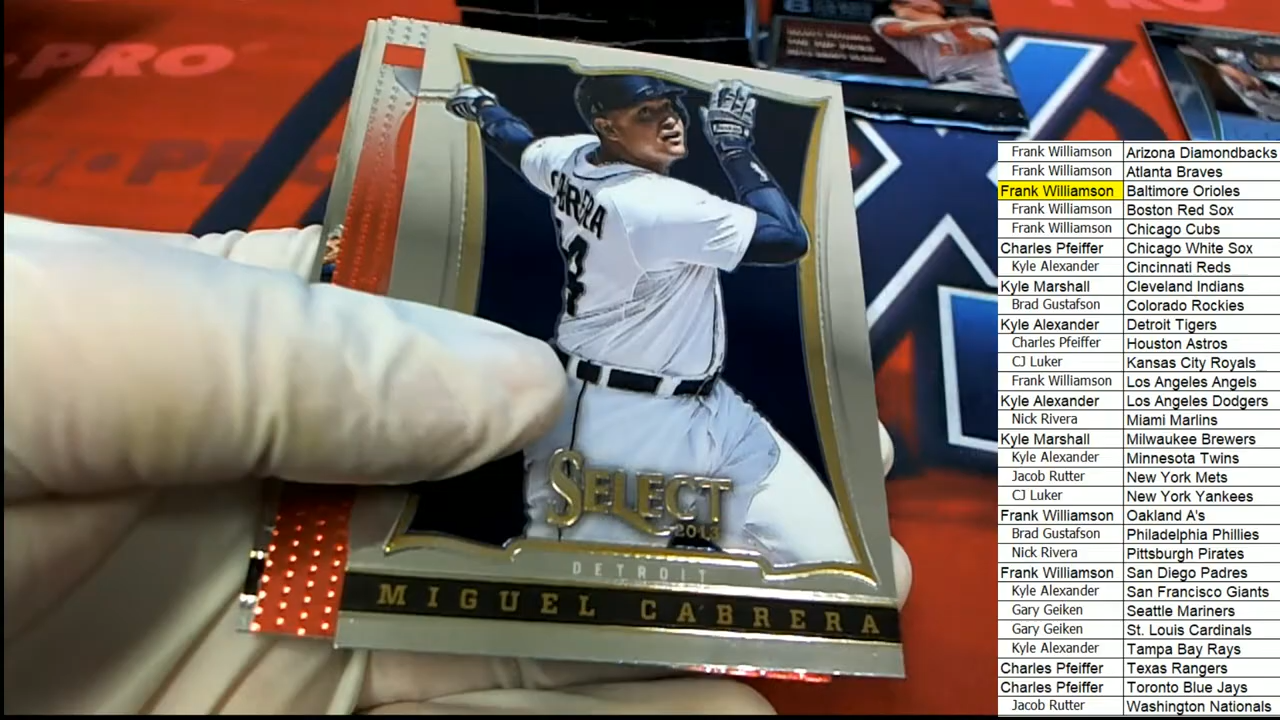 PRO
CABRERA
SELECT
2013
DETROIT
MIGUEL CABRERA
Frank Williamson Arizona Diamondbacks
Frank Williamson Atlanta Braves
Frank Williamson Baltimore Orioles
Frank Williamson Boston Red Sox
Frank Williamson Chicago Cubs
Charles Pfeiffer Chicago White Sox
Kyle Alexander Cincinnati Reds
Kyle Marshall Cleveland Indians
Brad Gustafson Colorado Rockies
Kyle Alexander Detroit Tigers
Charles Pfeiffer Houston Astros
CJ Luker Kansas City Royals
Frank Williamson Los Angeles Angels
Kyle Alexander Los Angeles Dodgers
Nick Rivera Miami Marlins
Kyle Marshall Milwaukee Brewers
Kyle Alexander Minnesota Twins
Jacob Rutter New York Mets
CJ Luker New York Yankees
Frank Williamson Oakland A's
Brad Gustafson Philadelphia Phillies
Nick Rivera Pittsburgh Pirates
Frank Williamson San Diego Padres
Kyle Alexander San Francisco Giants
Gary Geiken Seattle Mariners
Gary Geiken St. Louis Cardinals
Kyle Alexander Tampa Bay Rays
Charles Pfeiffer Texas Rangers
Charles Pfeiffer Toronto Blue Jays
Jacob Rutter Washington Nationals